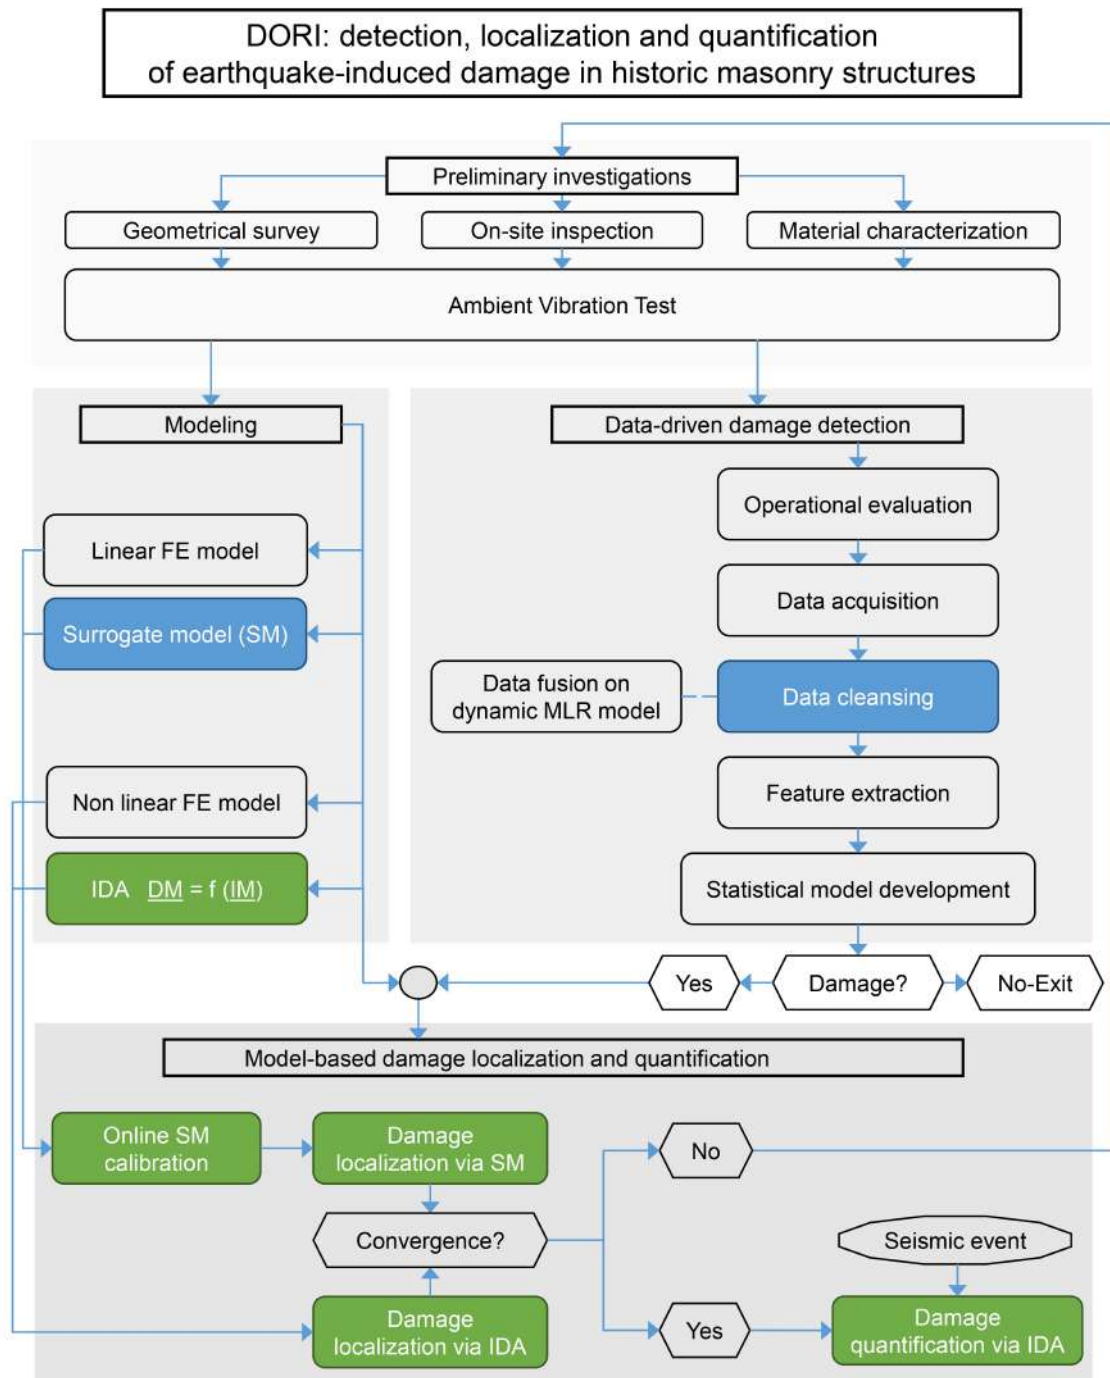 DORI: detection, localization and quantification
of earthquake-induced damage in historic masonry structures
Preliminary investigations
Geometrical survey
On-site inspection
Material characterization
Ambient Vibration Test
Modeling
Linear FE model
Surrogate model (SM)
Non linear FE model
IDA DM = f (IM)
Data-driven damage detection
Operational evaluation
Data acquisition
Data fusion on
dynamic MLR model
Data cleansing
Feature extraction
Statistical model development
Yes
Damage?
No-Exit
Model-based damage localization and quantification
Online SM
calibration
Damage
localization via SM
No
Convergence?
Seismic event
Damage
localization via IDA
Yes
Damage
quantification via IDA